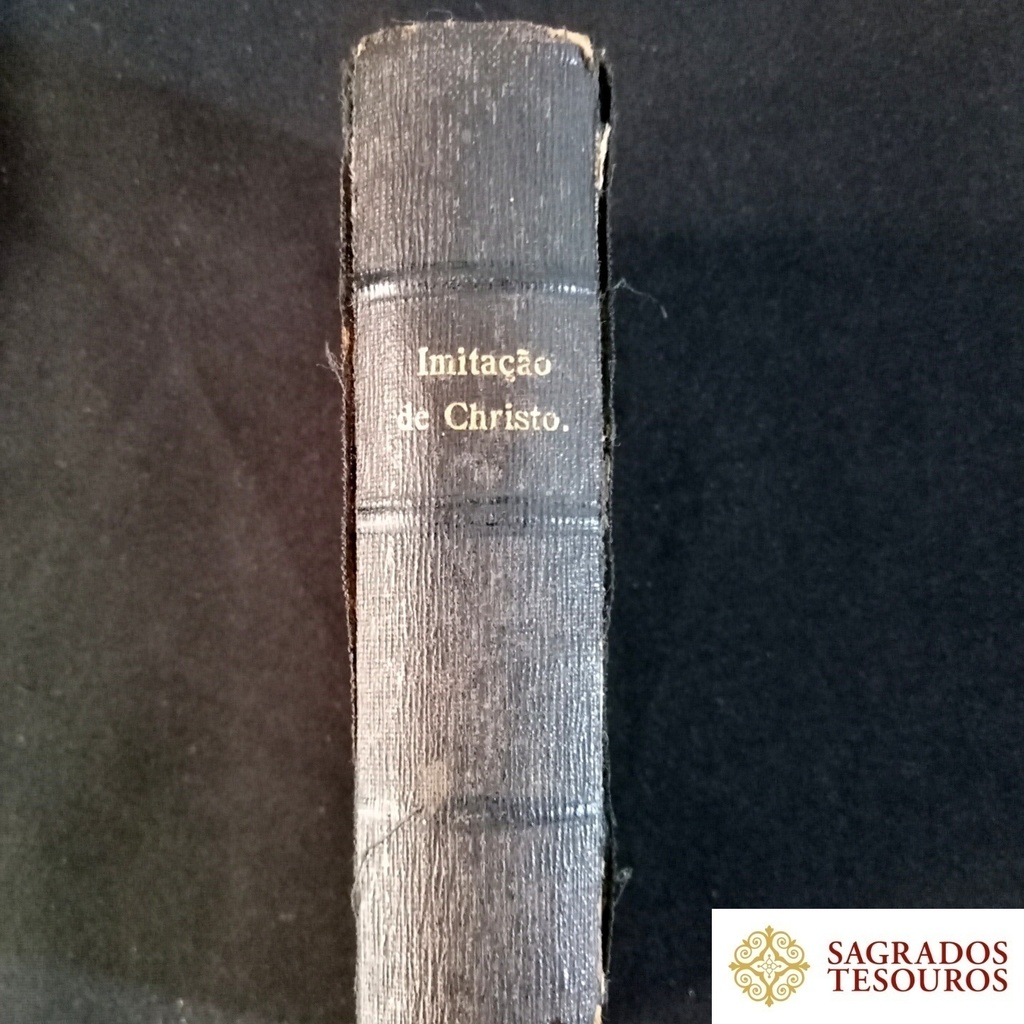 Imitação
de Christo.
SAGRADOS
TESOUROS